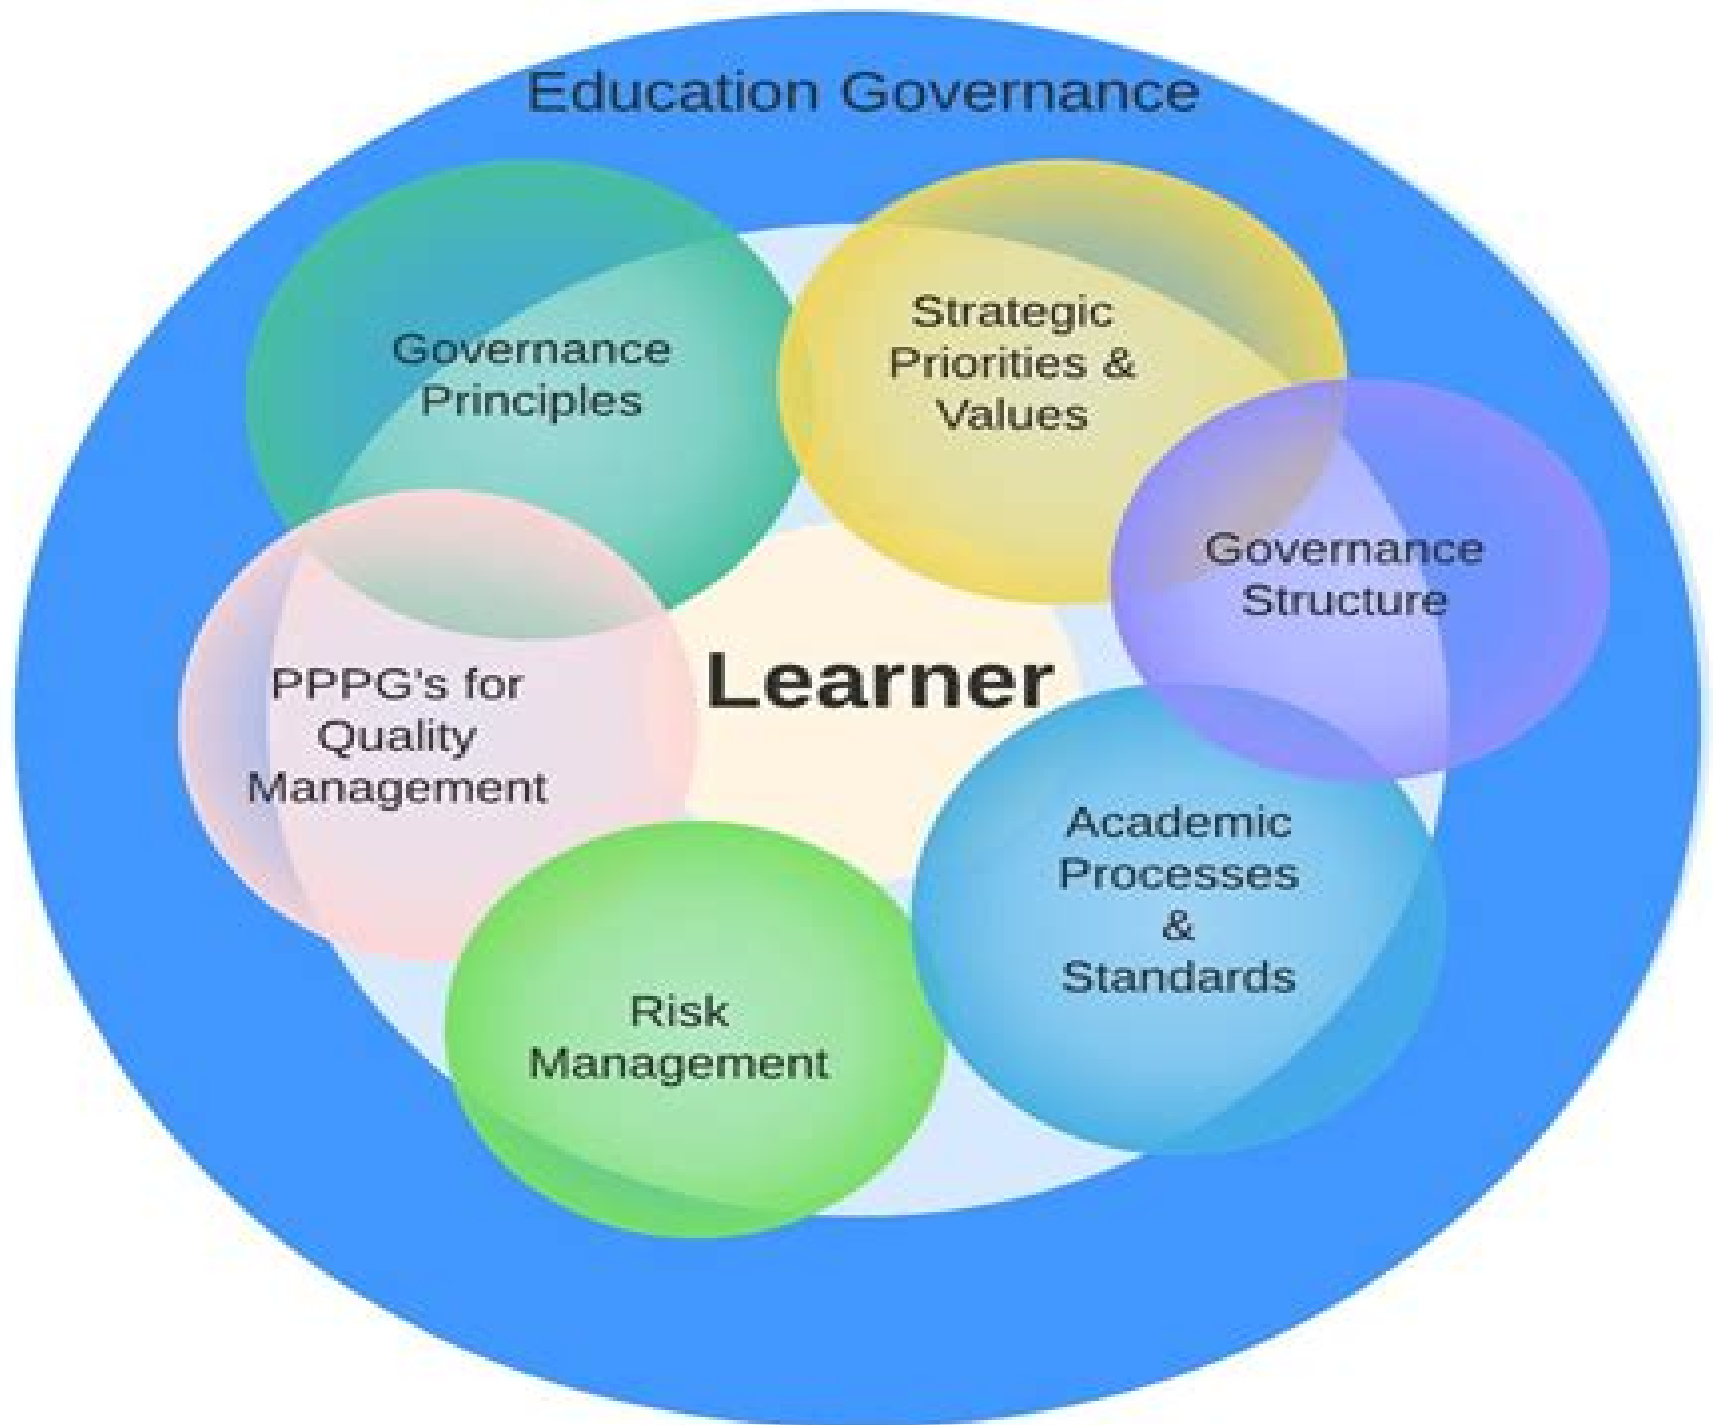 Education Governance
Governance
Principles
Strategic
Priorities &
Values
Governance
Structure
PPPG's for
Quality
Management
Learner
Academic
Processes
&
Standards
Risk
Management